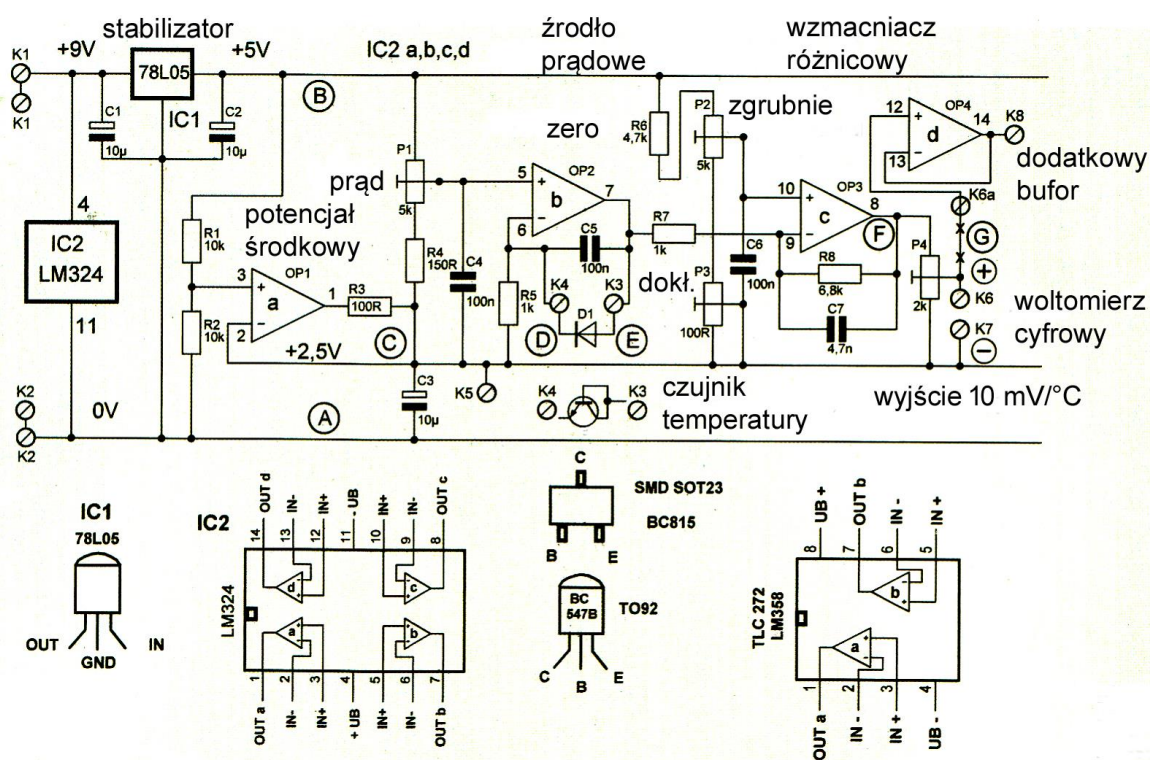 stabilizator
źródło prądowe
wzmacniacz różnicowy
K1
K1
+9V
78L05
+5V
IC1
C1
10µ
C2
10µ
IC2 a,b,c,d
B
4
IC2
LM324
11
R1
10k
R2
10k
potencjał środkowy
3
2
+
−
a
OP1
1
R3
100R
+2,5V
C
P1
5k
prąd
R4
150R
C4
100n
C3
10µ
K5
zero
5
6
+
−
b
OP2
7
C5
100n
R5
1k
K4
K3
D1
D
E
K4
K3
czujnik temperatury
R6
4,7k
P2
5k
zgrubnie
R7
1k
dokł.
P3
100R
C6
100n
10
9
+
−
c
OP3
8
F
R8
6,8k
C7
4,7n
P4
2k
12
13
+
−
d
OP4
14
K8
dodatkowy bufor
K6a
G
+
K6
K7
−
woltomierz cyfrowy
wyjście 10 mV/°C
K2
K2
0V
A
IC1
78L05
OUT
GND
IN
IC2
LM324
OUT d
IN-
IN+
- UB
IN+
IN-
OUT c
14
13
12
11
10
9
8
d
c
a
b
1
2
3
4
5
6
7
OUT a
IN-
IN+
+ UB
IN+
IN-
OUT b
C
SMD SOT23
BC815
B
E
BC
547B
TO92
C
B
E
TLC 272
LM358
UB +
OUT b
IN -
IN +
8
7
6
5
b
a
1
2
3
4
OUT a
IN -
IN +
UB -